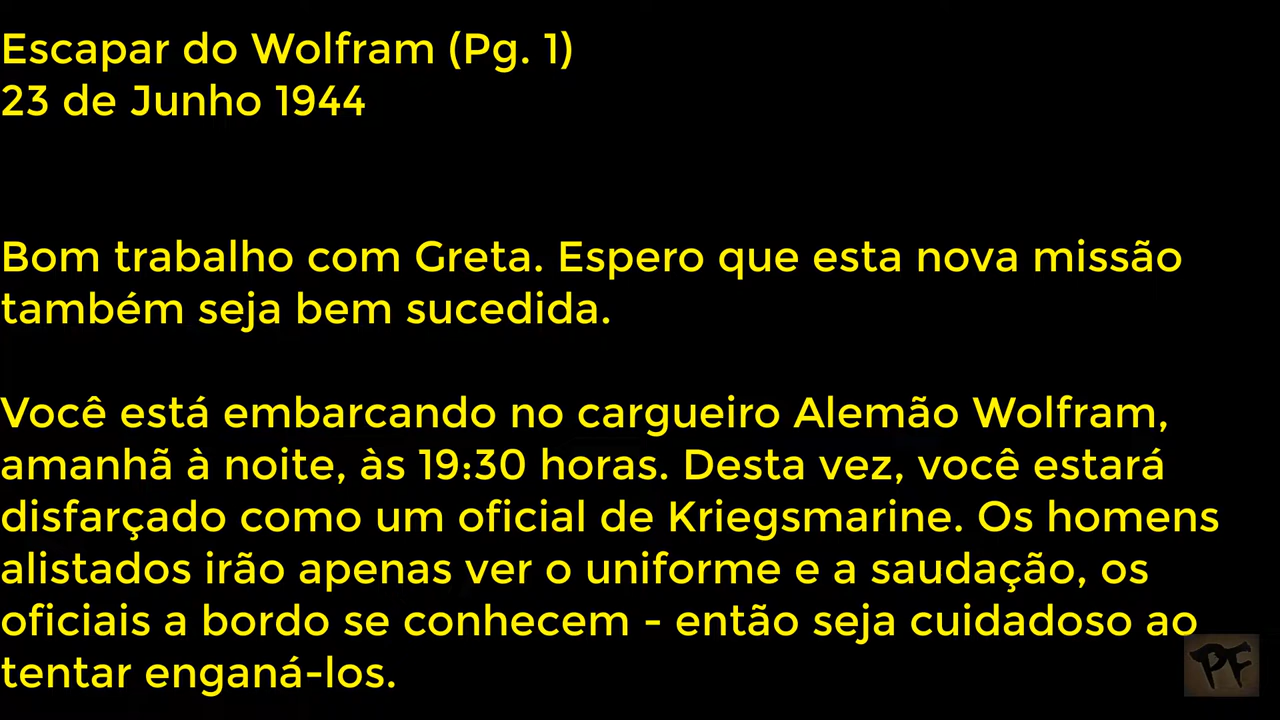 Escapar do Wolfram (Pg. 1)
23 de Junho 1944
Bom trabalho com Greta. Espero que esta nova missão
também seja bem sucedida.
Você está embarcando no cargueiro Alemão Wolfram,
amanhã à noite, às 19:30 horas. Desta vez, você estará
disfarçado como um oficial de Kriegsmarine. Os homens
alistados irão apenas ver o uniforme e a saudação, os
oficiais a bordo se conhecem - então seja cuidadoso ao
tentar enganá-los.
PF